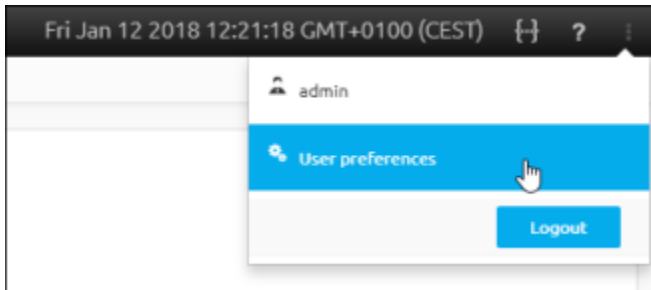 Fri Jan 12 2018 12:21:18 GMT+0100 (CEST) {--} ?
admin
User preferences
Logout